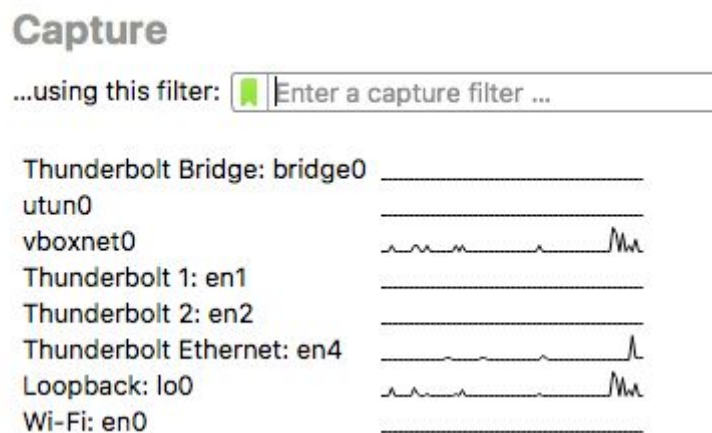 Capture
...using this filter: Enter a capture filter ...
Thunderbolt Bridge: bridge0
utun0
vboxnet0
Thunderbolt 1: en1
Thunderbolt 2: en2
Thunderbolt Ethernet: en4
Loopback: lo0
Wi-Fi: en0